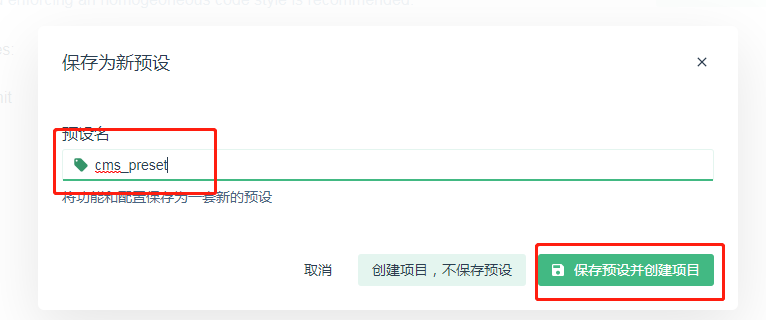 enforcing an homogeoneous code style is recommended
es:
nit
保存为新预设
预设名
cms_preset
将功能和配置保存为一套新的预设
取消
创建项目，不保存预设
保存预设并创建项目